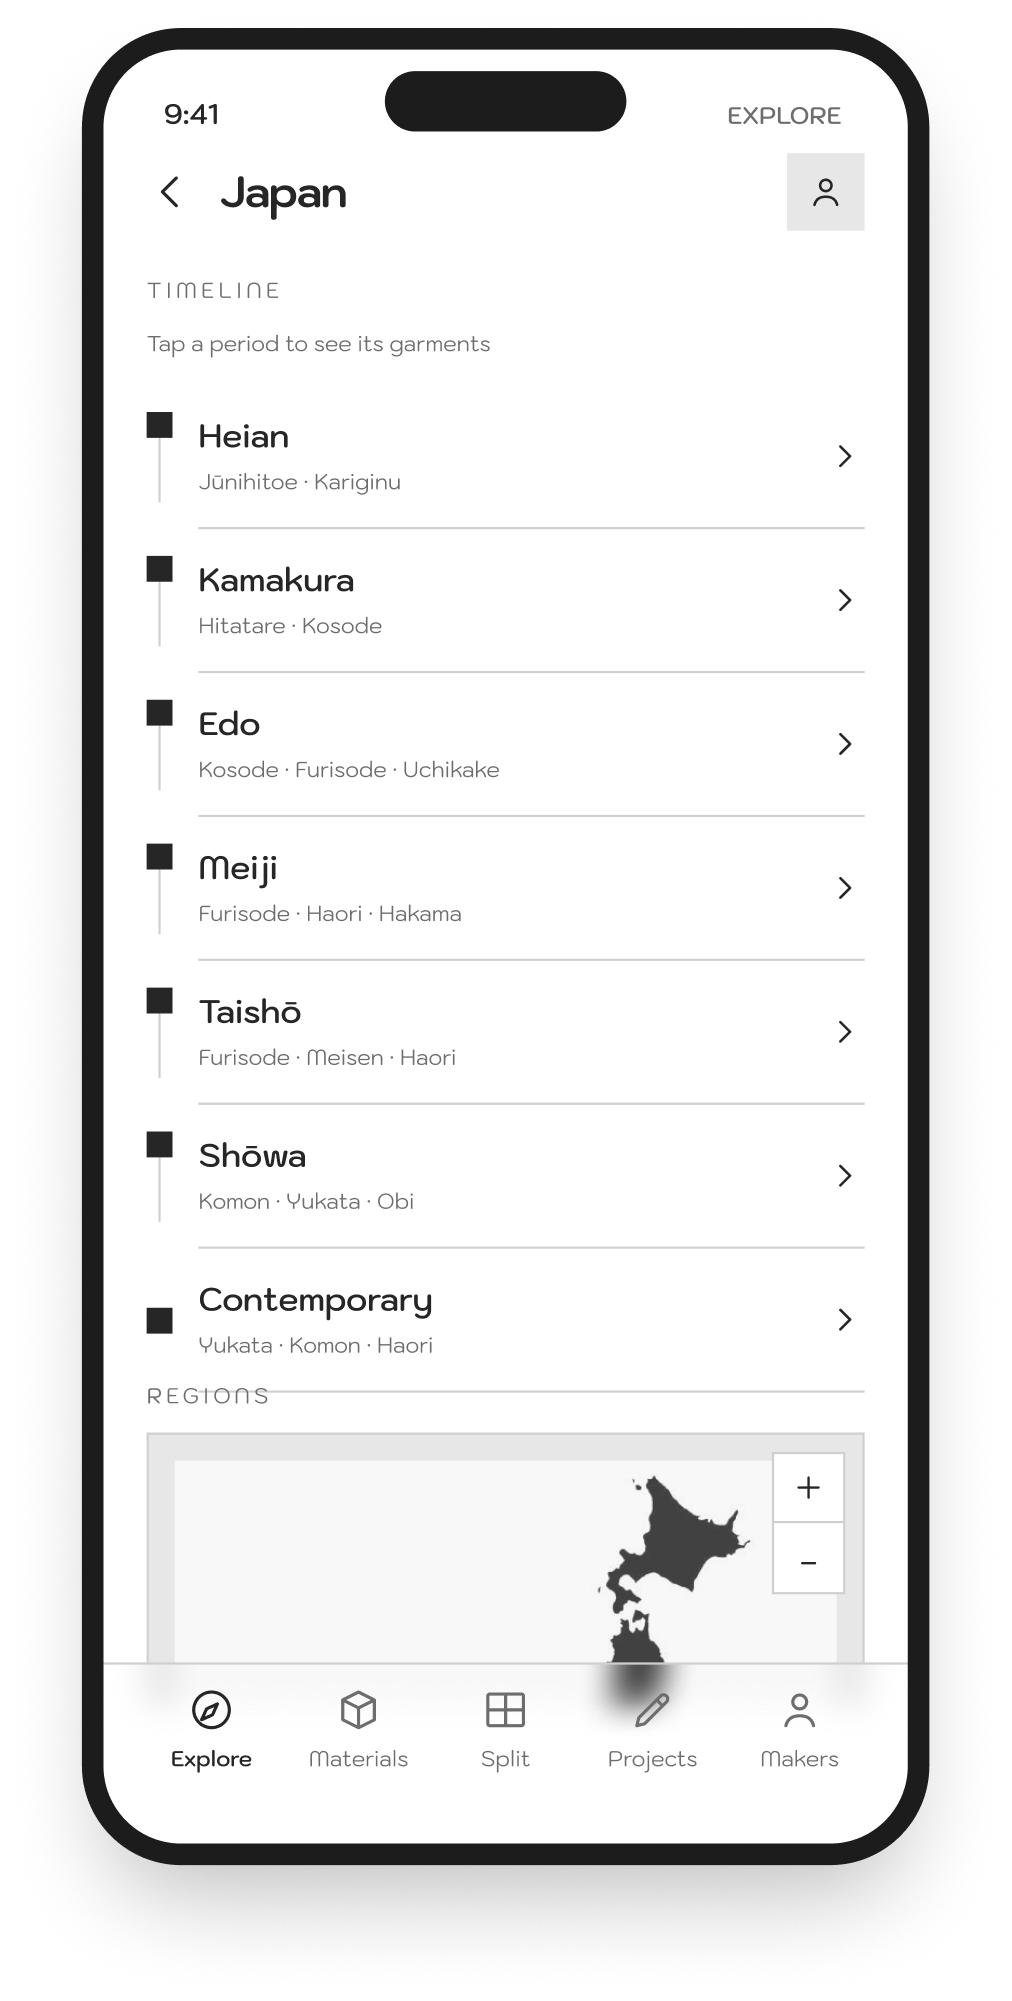 9:41
EXPLORE
Japan
TIMELINE
Tap a period to see its garments
Heian
Jūnihitoe · Kariginu
Kamakura
Hitatare · Kosode
Edo
Kosode · Furisode · Uchikake
Meiji
Furisode · Haori · Hakama
Taishō
Furisode · Meisen · Haori
Shōwa
Komon · Yukata · Obi
Contemporary
Yukata · Komon · Haori
REGIONS
+
−
Explore
Materials
Split
Projects
Makers